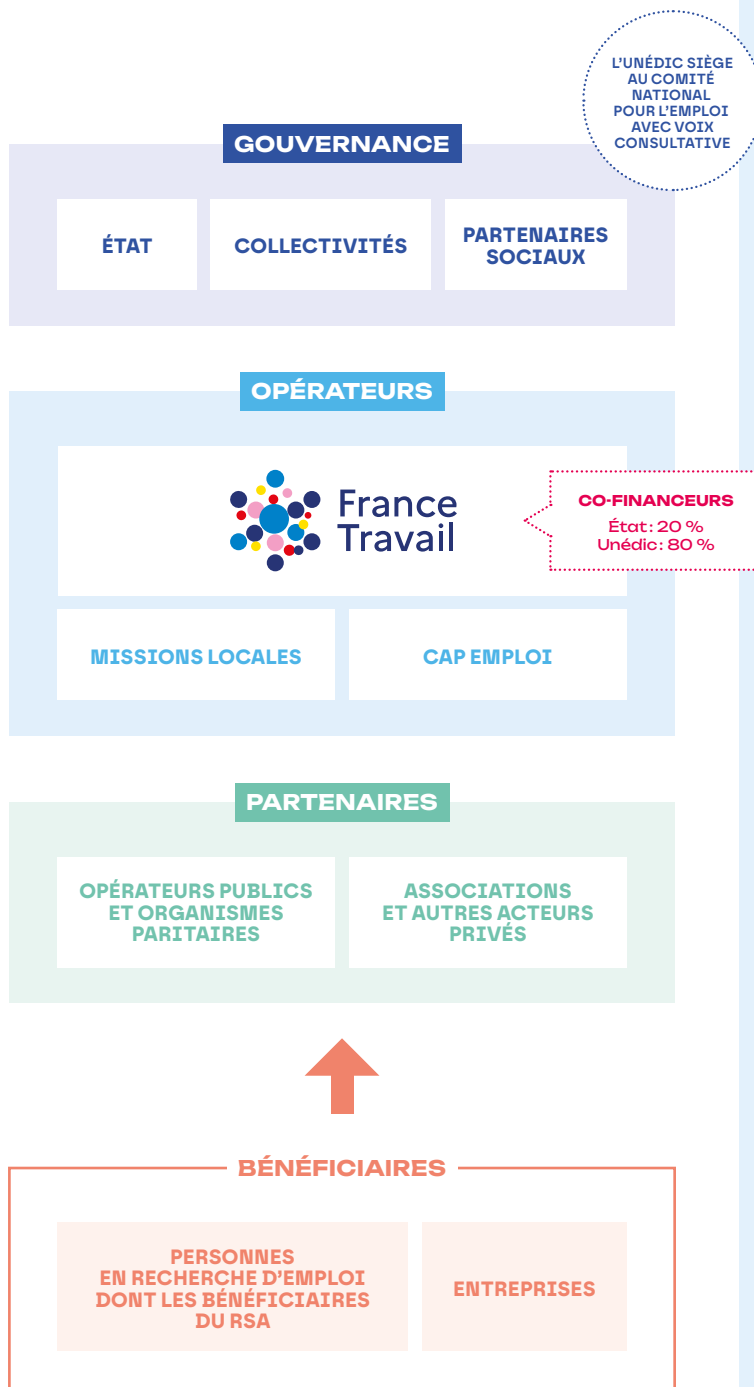 L'UNÉDIC SIÈGE
AU COMITÉ
NATIONAL
POUR L'EMPLOI
AVEC VOIX
CONSULTATIVE
GOUVERNANCE
ÉTAT
COLLECTIVITÉS
PARTENAIRES
SOCIAUX
OPÉRATEURS
France
Travail
CO-FINANCEURS
État : 20 %
Unédic : 80 %
MISSIONS LOCALES
CAP EMPLOI
PARTENAIRES
OPÉRATEURS PUBLICS
ET ORGANISMES
PARITAIRES
ASSOCIATIONS
ET AUTRES ACTEURS
PRIVÉS
BÉNÉFICIAIRES
PERSONNES
EN RECHERCHE D'EMPLOI
DONT LES BÉNÉFICIAIRES
DU RSA
ENTREPRISES